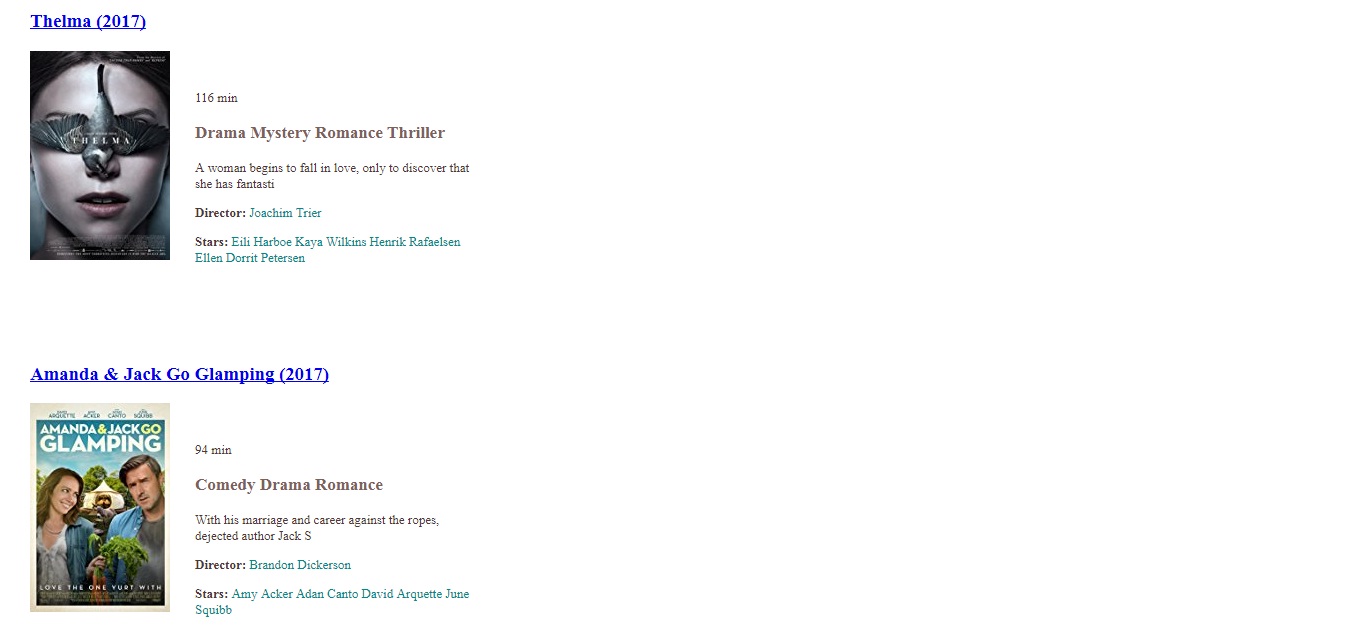 Thelma (2017)
THELMA
116 min
Drama Mystery Romance Thriller
A woman begins to fall in love, only to discover that
she has fantasti
Director: Joachim Trier
Stars: Eili Harboe Kaya Wilkins Henrik Rafaelsen
Ellen Dorrit Petersen
Amanda & Jack Go Glamping (2017)
ARQUETTE ACKER CANTO SQUIBB
AMANDA & JACK GO
GLAMPING
LOVE THE ONE YURT WITH
94 min
Comedy Drama Romance
With his marriage and career against the ropes,
dejected author Jack S
Director: Brandon Dickerson
Stars: Amy Acker Adan Canto David Arquette June
Squibb